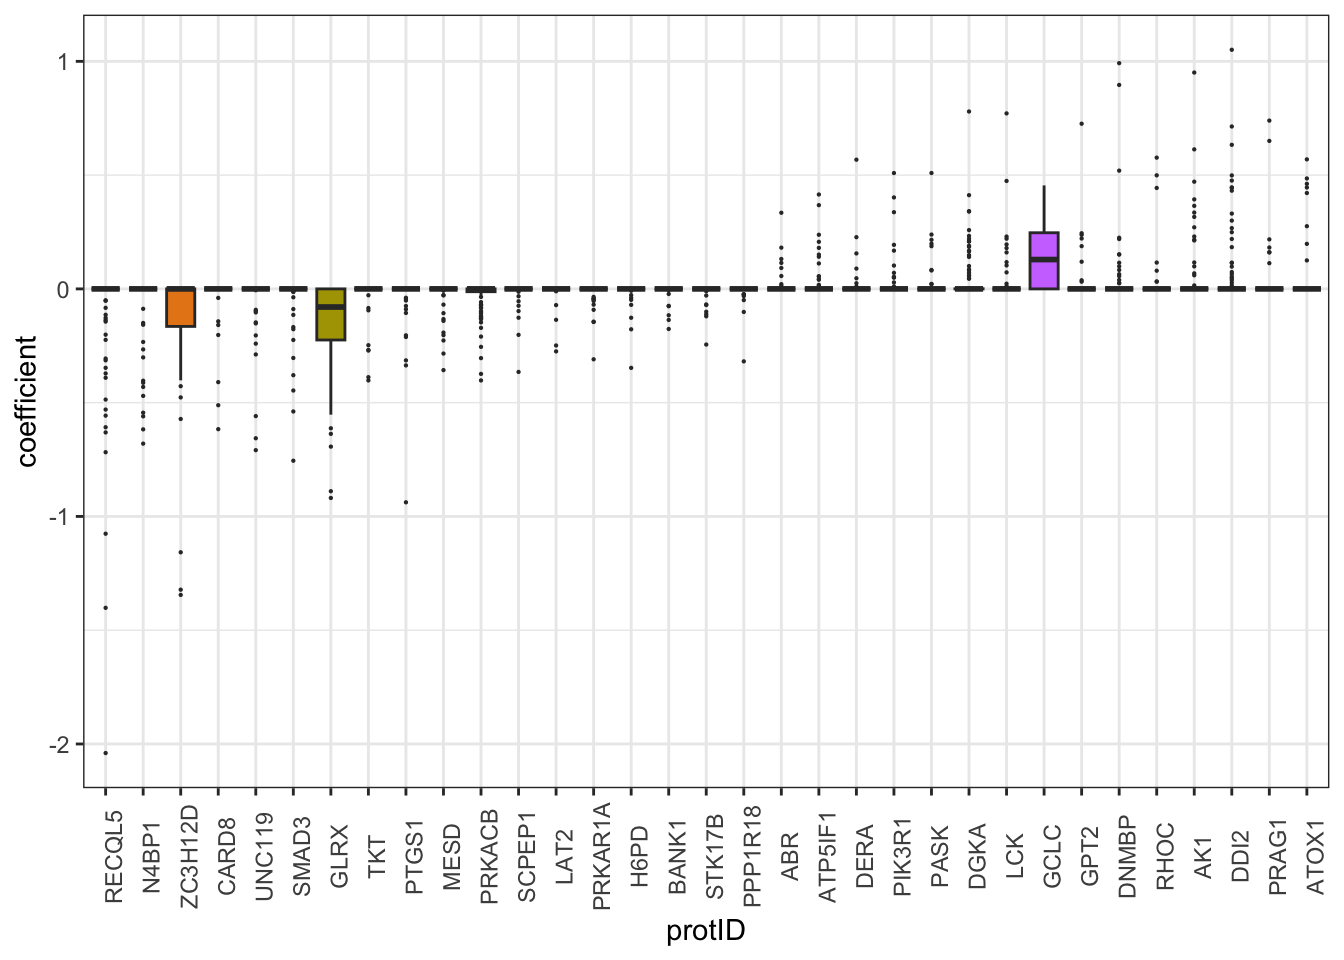 1
0
-1
-2
coefficient
RECQL5
N4BP1
ZC3H12D
CARD8
UNC119
SMAD3
GLRX
TKT
PTGS1
MESD
PRKACB
SCPEP1
LAT2
PRKAR1A
H6PD
BANK1
STK17B
PPP1R18
ABR
ATP5IF1
DERA
PIK3R1
PASK
DGKA
LCK
GCLC
GPT2
DNMBP
RHOC
AK1
DDI2
PRAG1
ATOX1
protID